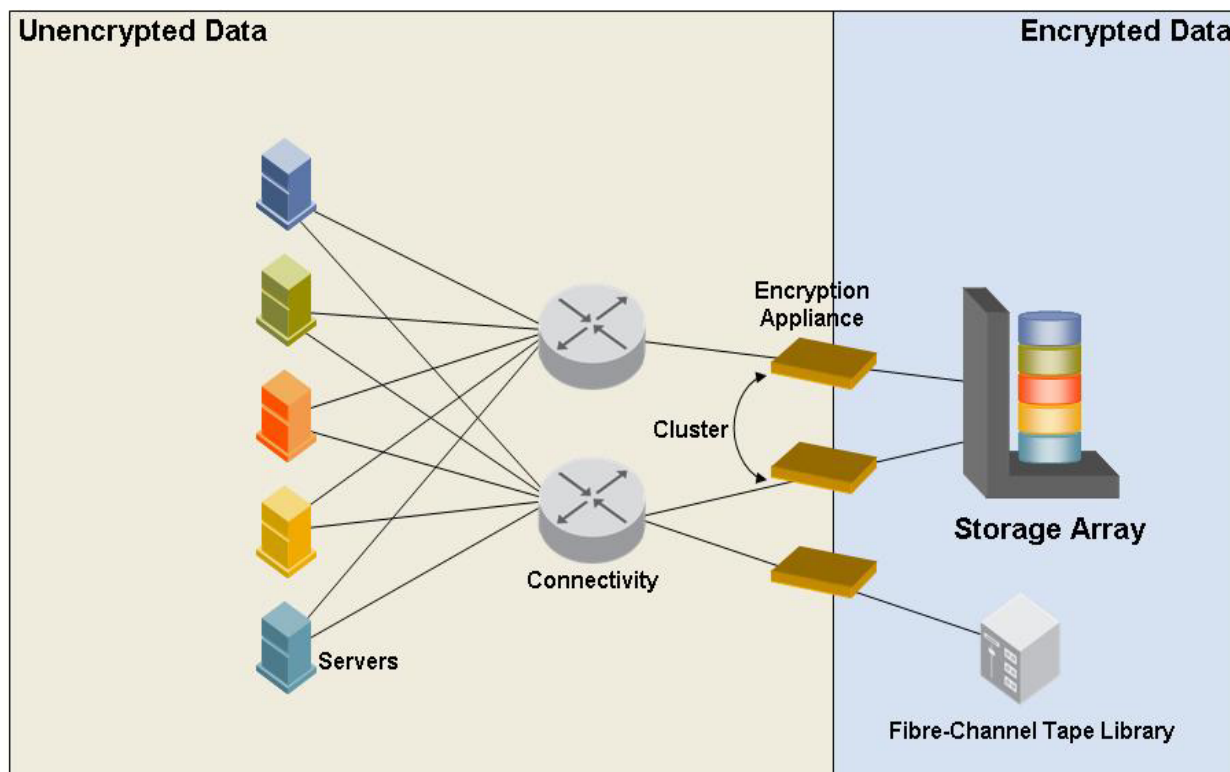 Unencrypted Data
Encrypted Data
Encryption
Appliance
Cluster
Storage Array
Connectivity
Servers
Fibre-Channel Tape Library